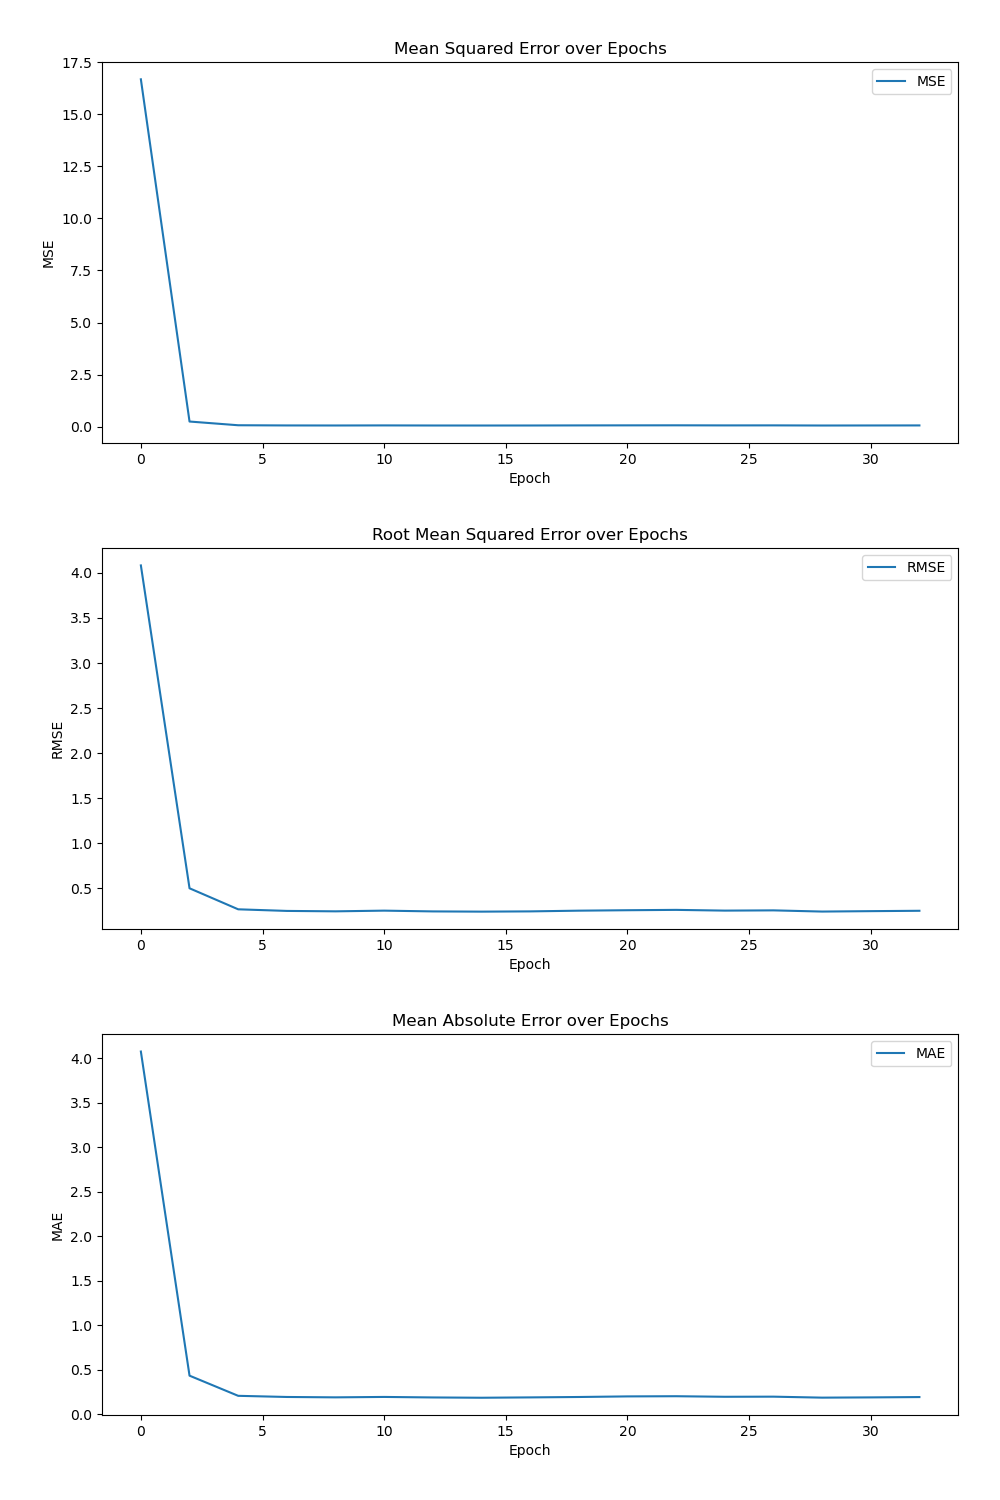 Mean Squared Error over Epochs
17.5
15.0
12.5
10.0
7.5
5.0
2.5
0.0
MSE
MSE
0 5 10 15 20 25 30
Epoch
Root Mean Squared Error over Epochs
4.0
3.5
3.0
2.5
2.0
1.5
1.0
0.5
RMSE
RMSE
0 5 10 15 20 25 30
Epoch
Mean Absolute Error over Epochs
4.0
3.5
3.0
2.5
2.0
1.5
1.0
0.5
0.0
MAE
MAE
0 5 10 15 20 25 30
Epoch